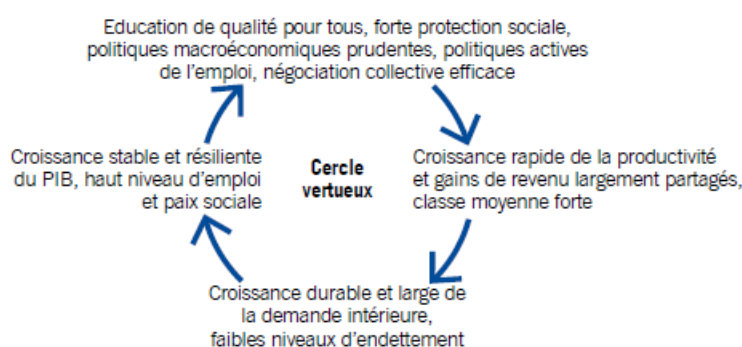 Education de qualité pour tous, forte protection sociale,
politiques macroéconomiques prudentes, politiques actives
de l'emploi, négociation collective efficace
Croissance stable et résiliente
du PIB, haut niveau d'emploi
et paix sociale
Cercle
vertueux
Croissance rapide de la productivité
et gains de revenu largement partagés,
classe moyenne forte
Croissance durable et large de
la demande intérieure,
faibles niveaux d'endettement